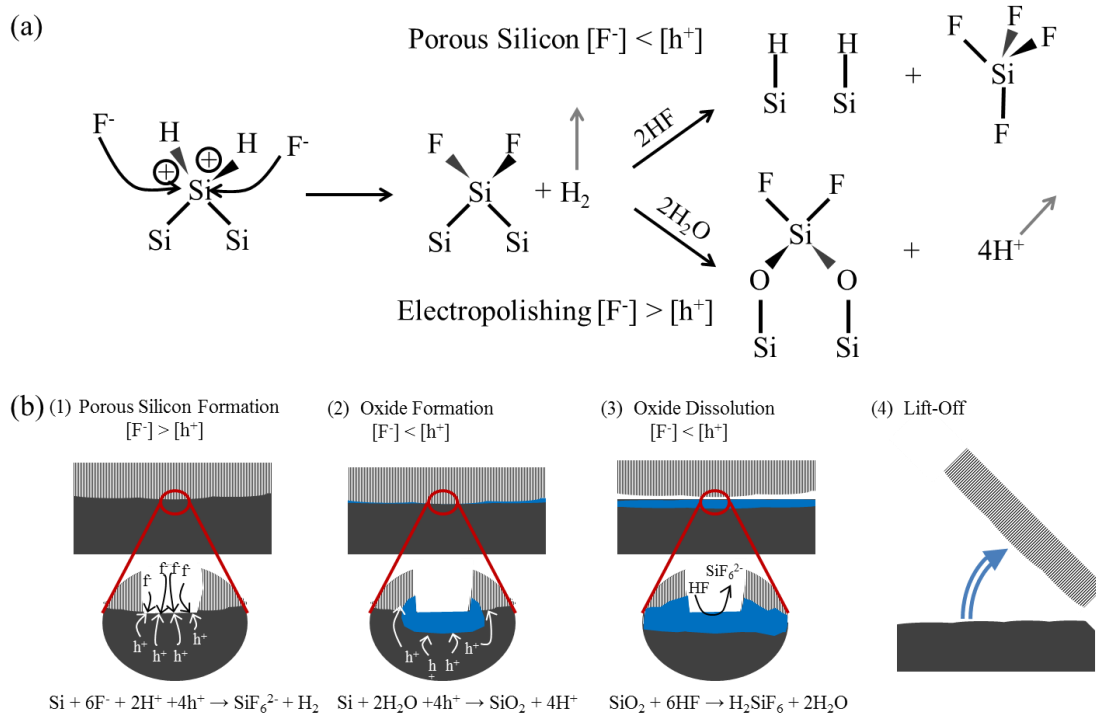 (a)
Porous Silicon [F⁻] < [h⁺]
H H
Si Si
+
F F F
Si
F
F⁻ H H F⁻
+ +
Si
Si Si
F F
Si
Si Si
+ H₂
2HF
2H₂O
F F
Si
O O
Si Si
+ 4H⁺
Electropolishing [F⁻] > [h⁺]
(b)
(1) Porous Silicon Formation
[F⁻] > [h⁺]
f⁻ f⁻ f⁻ f⁻
h⁺ h⁺ h⁺ h⁺
Si + 6F⁻ + 2H⁺ +4h⁺ → SiF₆²⁻ + H₂
(2) Oxide Formation
[F⁻] < [h⁺]
h⁺ h⁺ h⁺ h⁺ h +
Si + 2H₂O +4h⁺ → SiO₂ + 4H⁺
(3) Oxide Dissolution
[F⁻] < [h⁺]
HF SiF₆²⁻
SiO₂ + 6HF → H₂SiF₆ + 2H₂O
(4) Lift-Off